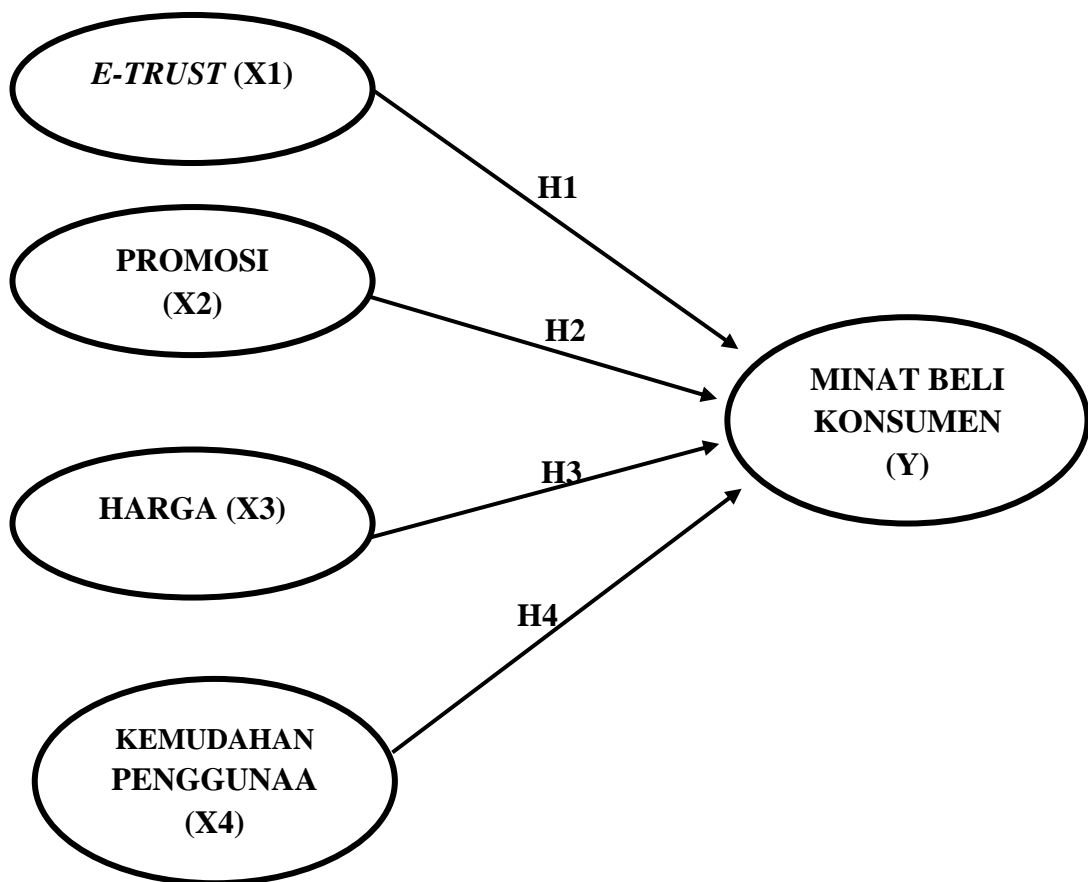 E-TRUST (X1)
H1
PROMOSI
(X2)
H2
MINAT BELI
KONSUMEN
(Y)
HARGA (X3)
H3
H4
KEMUDAHAN
PENGGUNAA
(X4)